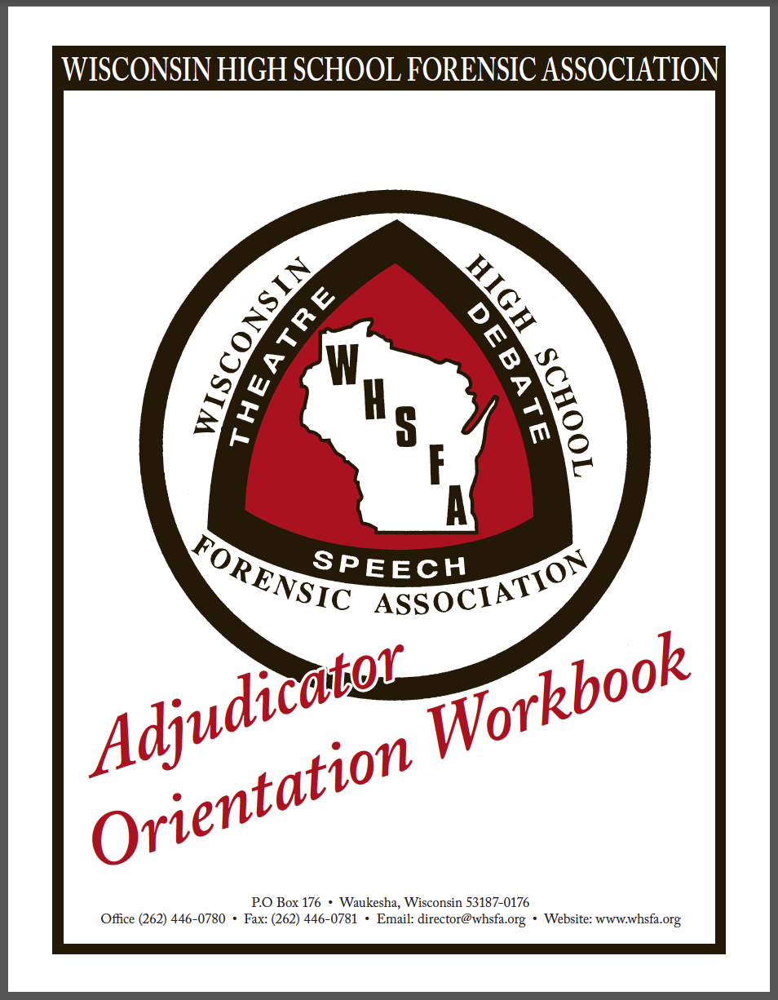 WISCONSIN HIGH SCHOOL FORENSIC ASSOCIATION
WISCONSIN
HIGH SCHOOL
THEATRE
DEBATE
W
H
S
F
A
SPEECH
FORENSIC ASSOCIATION
Adjudicator
Orientation Workbook
P.O Box 176 • Waukesha, Wisconsin 53187-0176
Office (262) 446-0780 • Fax: (262) 446-0781 • Email: director@whsfa.org • Website: www.whsfa.org